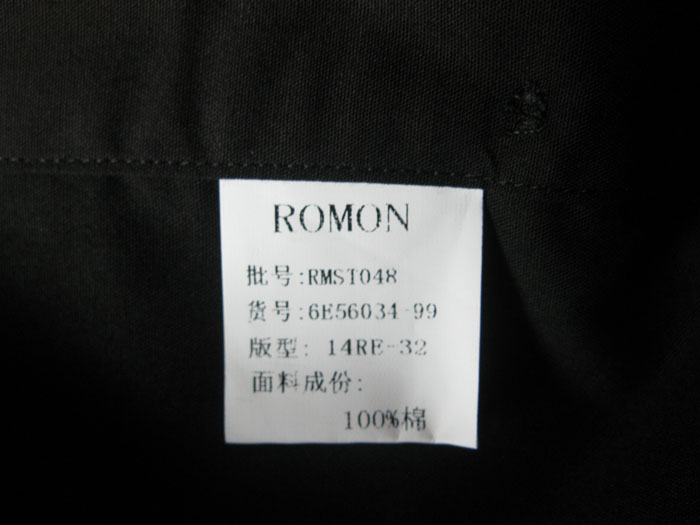 ROMON
批号:RMST048
货号:6E56034-99
版型: 14RE-32
面料成份:
100%棉